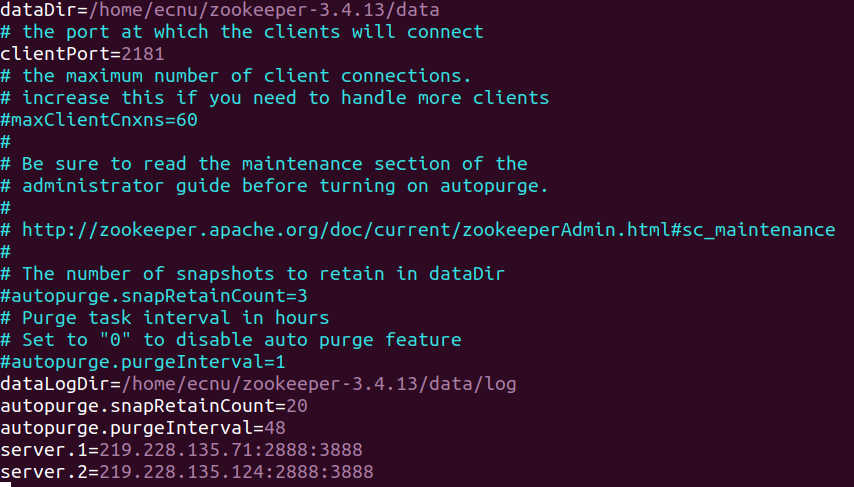 dataDir=/home/ecnu/zookeeper-3.4.13/data
# the port at which the clients will connect
clientPort=2181
# the maximum number of client connections.
# increase this if you need to handle more clients
#maxClientCnxns=60
#
# Be sure to read the maintenance section of the
# administrator guide before turning on autopurge.
#
# http://zookeeper.apache.org/doc/current/zookeeperAdmin.html#sc_maintenance
#
# The number of snapshots to retain in dataDir
#autopurge.snapRetainCount=3
# Purge task interval in hours
# Set to "0" to disable auto purge feature
#autopurge.purgeInterval=1
dataLogDir=/home/ecnu/zookeeper-3.4.13/data/log
autopurge.snapRetainCount=20
autopurge.purgeInterval=48
server.1=219.228.135.71:2888:3888
server.2=219.228.135.124:2888:3888